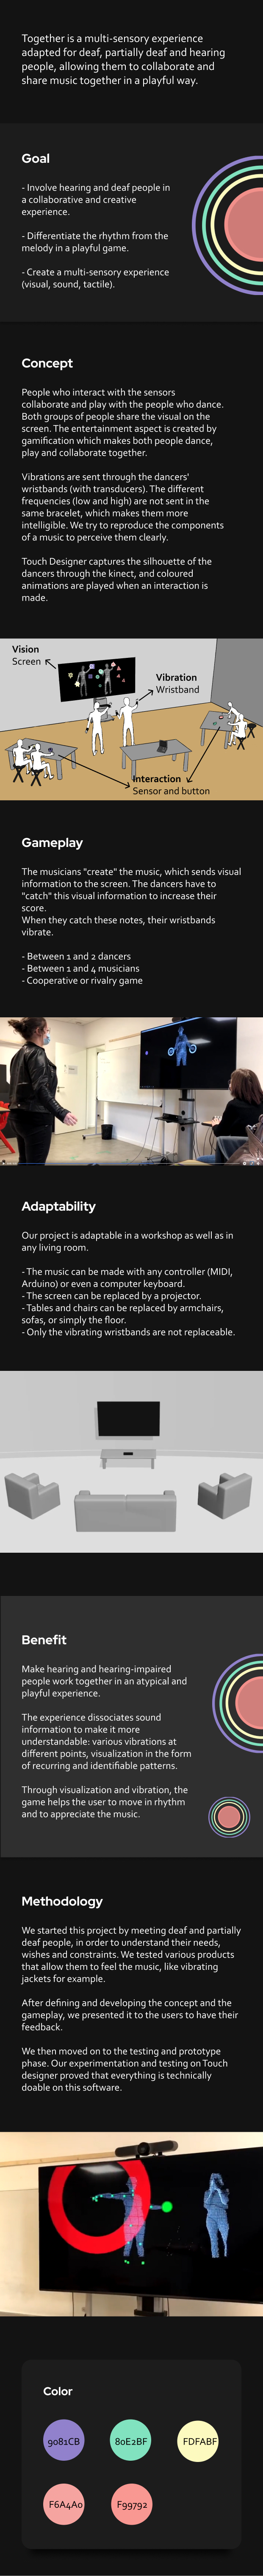 Together is a multi-sensory experience
adapted for deaf, partially deaf and hearing
people, allowing them to collaborate and
share music together in a playful way.
Goal
- Involve hearing and deaf people in
a collaborative and creative
experience.
- Differentiate the rhythm from the
melody in a playful game.
- Create a multi-sensory experience
(visual, sound, tactile).
Concept
People who interact with the sensors
collaborate and play with the people who dance.
Both groups of people share the visual on the
screen. The entertainment aspect is created by
gamification which makes both people dance,
play and collaborate together.
Vibrations are sent through the dancers'
wristbands (with transducers). The different
frequencies (low and high) are not sent in the
same bracelet, which makes them more
intelligible. We try to reproduce the components
of a music to perceive them clearly.
Touch Designer captures the silhouette of the
dancers through the kinect, and coloured
animations are played when an interaction is
made.
Vision
Screen
Vibration
Wristband
Interaction
Sensor and button
Gameplay
The musicians "create" the music, which sends visual
information to the screen. The dancers have to
"catch" this visual information to increase their
score.
When they catch these notes, their wristbands
vibrate.
- Between 1 and 2 dancers
- Between 1 and 4 musicians
- Cooperative or rivalry game
Adaptability
Our project is adaptable in a workshop as well as in
any living room.
- The music can be made with any controller (MIDI,
Arduino) or even a computer keyboard.
- The screen can be replaced by a projector.
- Tables and chairs can be replaced by armchairs,
sofas, or simply the floor.
- Only the vibrating wristbands are not replaceable.
Benefit
Make hearing and hearing-impaired
people work together in an atypical and
playful experience.
The experience dissociates sound
information to make it more
understandable: various vibrations at
different points, visualization in the form
of recurring and identifiable patterns.
Through visualization and vibration, the
game helps the user to move in rhythm
and to appreciate the music.
Methodology
We started this project by meeting deaf and partially
deaf people, in order to understand their needs,
wishes and constraints. We tested various products
that allow them to feel the music, like vibrating
jackets for example.
After defining and developing the concept and the
gameplay, we presented it to the users to have their
feedback.
We then moved on to the testing and prototype
phase. Our experimentation and testing on Touch
designer proved that everything is technically
doable on this software.
Color
9081CB
80E2BF
FDFABF
F6A4A0
F99792